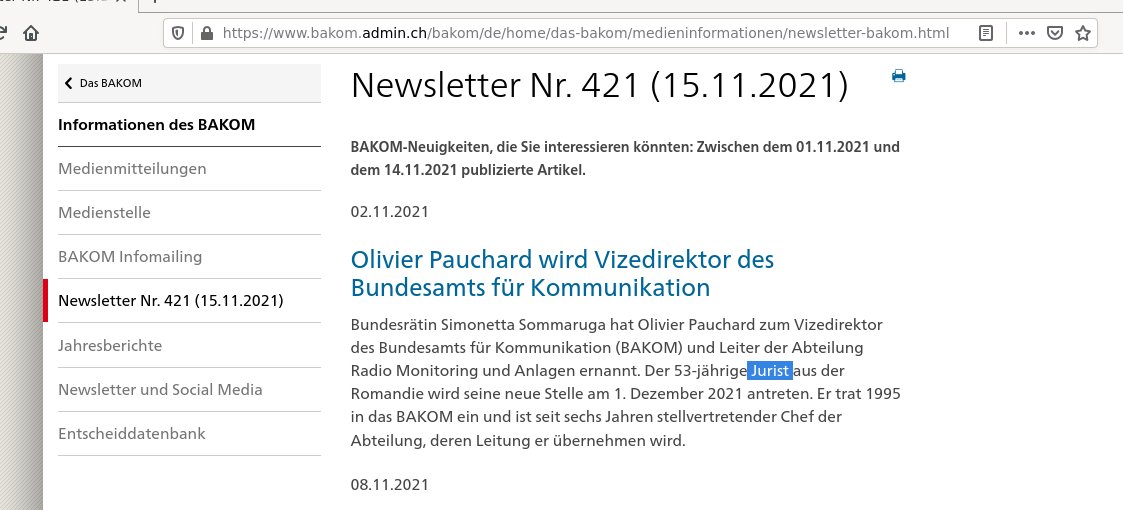 https://www.bakom.admin.ch/bakom/de/home/das-bakom/medieninformationen/newsletter-bakom.html
Das BAKOM
Informationen des BAKOM
Medienmitteilungen
Medienstelle
BAKOM Infomailing
Newsletter Nr. 421 (15.11.2021)
Jahresberichte
Newsletter und Social Media
Entscheiddatenbank
Newsletter Nr. 421 (15.11.2021)
BAKOM-Neuigkeiten, die Sie interessieren könnten: Zwischen dem 01.11.2021 und
dem 14.11.2021 publizierte Artikel.
02.11.2021
Olivier Pauchard wird Vizedirektor des
Bundesamts für Kommunikation
Bundesrätin Simonetta Sommaruga hat Olivier Pauchard zum Vizedirektor
des Bundesamts für Kommunikation (BAKOM) und Leiter der Abteilung
Radio Monitoring und Anlagen ernannt. Der 53-jährige Jurist aus der
Romandie wird seine neue Stelle am 1. Dezember 2021 antreten. Er trat 1995
in das BAKOM ein und ist seit sechs Jahren stellvertretender Chef der
Abteilung, deren Leitung er übernehmen wird.
08.11.2021